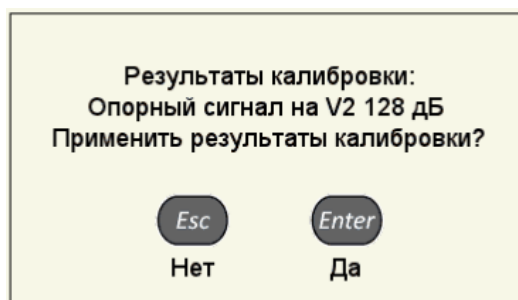 Результаты калибровки:
Опорный сигнал на V2 128 дБ
Применить результаты калибровки?
Esc Enter
Нет Да